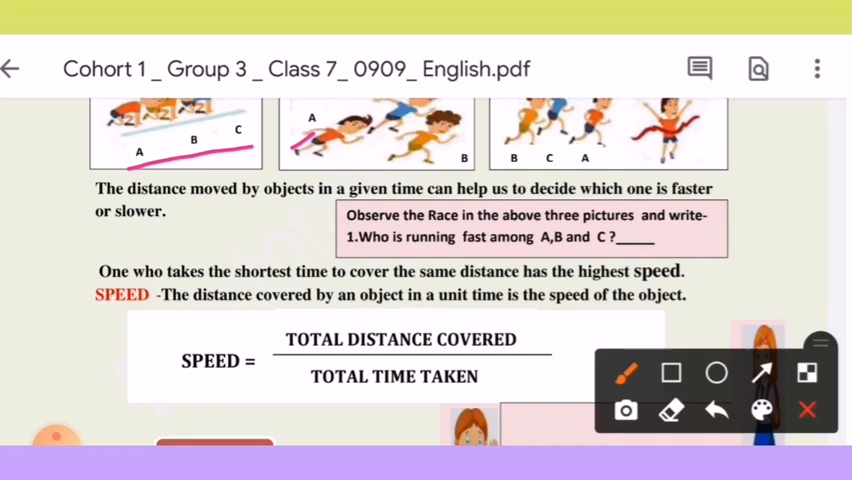 Cohort 1 _ Group 3 _ Class 7_ 0909_ English.pdf
A B C
A
B
B C A
The distance moved by objects in a given time can help us to decide which one is faster
or slower.
Observe the Race in the above three pictures and write-
1.Who is running fast among A,B and C ?_____
One who takes the shortest time to cover the same distance has the highest speed.
SPEED -The distance covered by an object in a unit time is the speed of the object.
SPEED = TOTAL DISTANCE COVERED
TOTAL TIME TAKEN